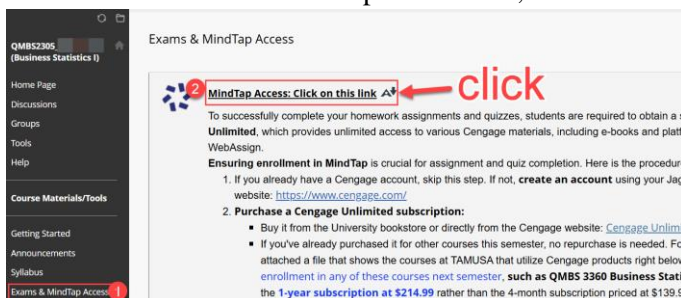 QMBS2305
(Business Statistics I)
Home Page
Discussions
Groups
Tools
Help
Course Materials/Tools
Getting Started
Announcements
Syllabus
Exams & MindTap Access 1
Exams & MindTap Access
2 MindTap Access: Click on this link click
To successfully complete your homework assignments and quizzes, students are required to obtain a
Unlimited, which provides unlimited access to various Cengage materials, including e-books and
WebAssign.
Ensuring enrollment in MindTap is crucial for assignment and quiz completion. Here is the
1. If you already have a Cengage account, skip this step. If not, create an account using your
website: https://www.cengage.com/
2. Purchase a Cengage Unlimited subscription:
▪ Buy it from the University bookstore or directly from the Cengage website: Cengage
▪ If you've already purchased it for other courses this semester, no repurchase is needed.
attached a file that shows the courses at TAMUSA that utilize Cengage products right
enrollment in any of these courses next semester, such as QMBS 3360 Business
the 1-year subscription at $214.99 rather than the 4-month subscription priced at